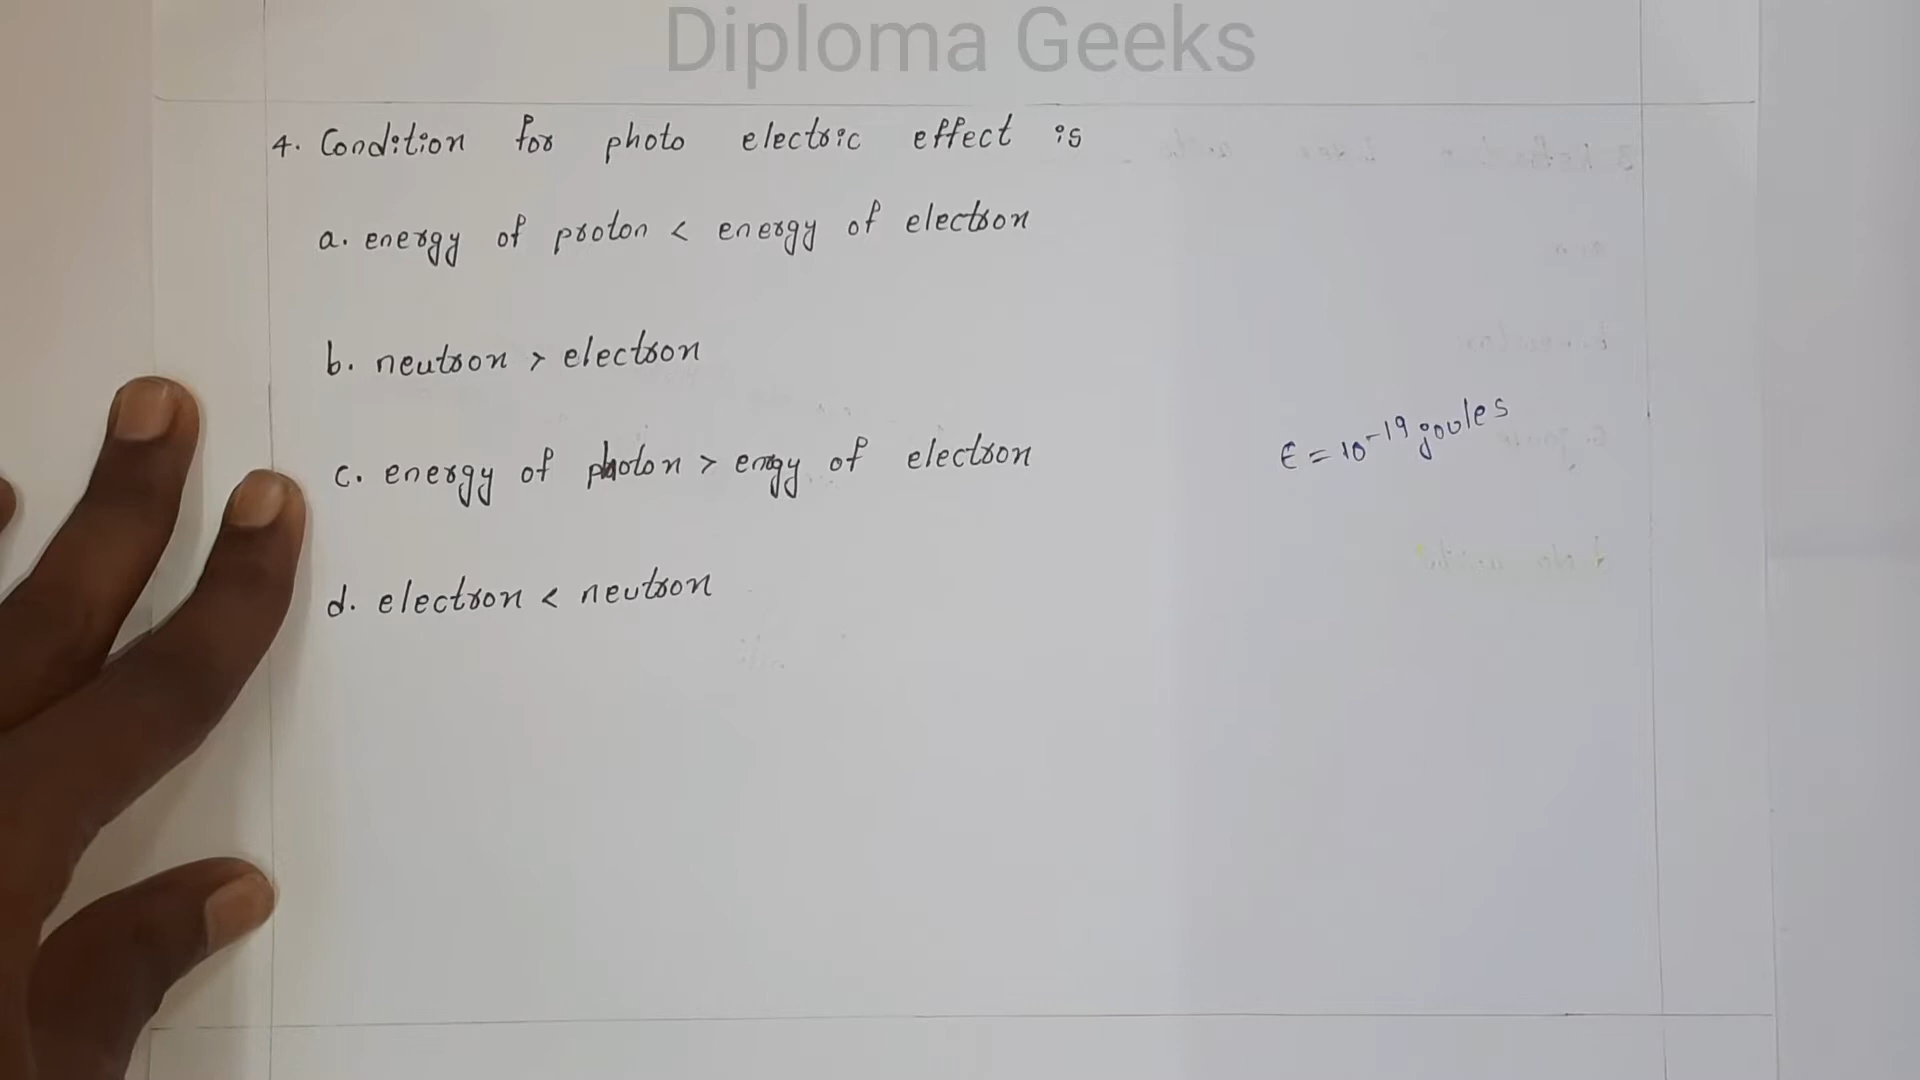 Diploma Geeks
4. Condition for photo electric effect is
a. energy of proton < energy of electron
b. neutron > electron
c. energy of photon > enrgy of electron
E = 10⁻¹⁹ joules
d. electron < neutron